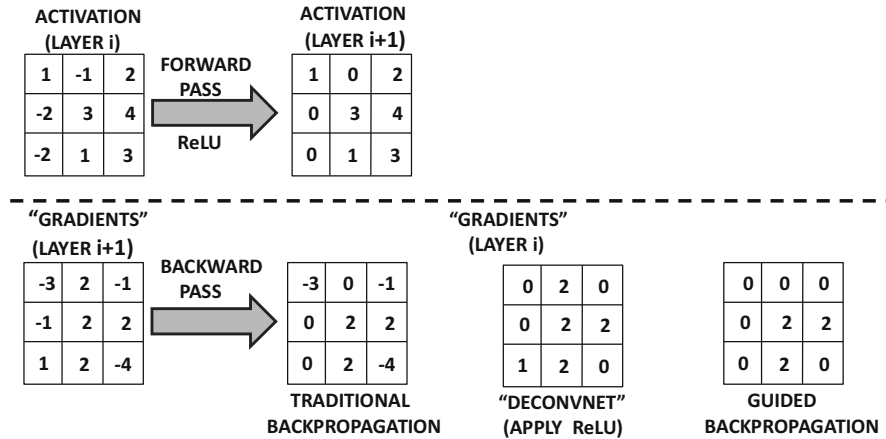 ACTIVATION
(LAYER i)
1 -1 2
-2 3 4
-2 1 3
FORWARD
PASS
ReLU
ACTIVATION
(LAYER i+1)
1 0 2
0 3 4
0 1 3
“GRADIENTS”
(LAYER i+1)
-3 2 -1
-1 2 2
1 2 -4
BACKWARD
PASS
“GRADIENTS”
(LAYER i)
-3 0 -1
0 2 2
0 2 -4
TRADITIONAL
BACKPROPAGATION
0 2 0
0 2 2
1 2 0
“DECONVNET”
(APPLY ReLU)
0 0 0
0 2 2
0 2 0
GUIDED
BACKPROPAGATION